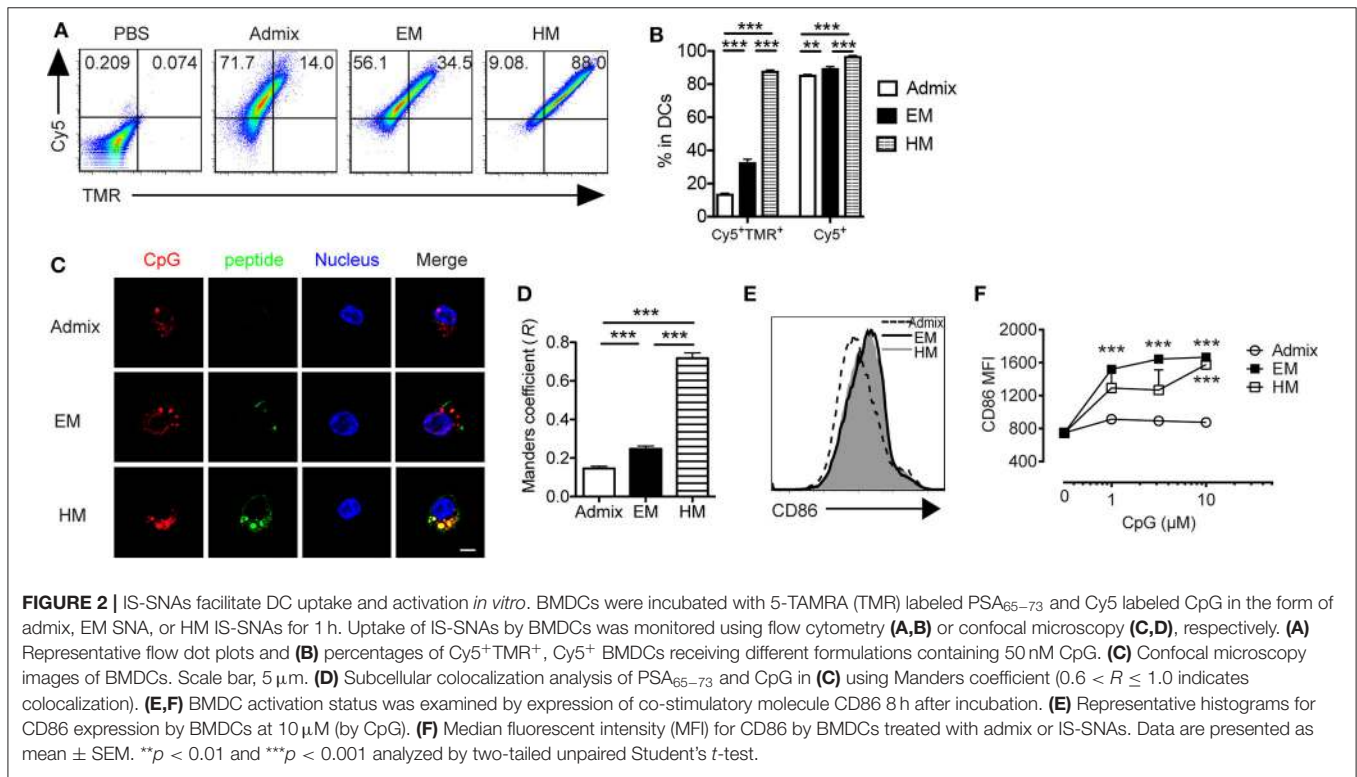 A
PBS Admix EM HM
0.209 0.074 71.7 14.0 56.1 34.5 9.08. 88.0
Cy5
TMR
B
*** ***
*** *** ** ***
100
80
60
40
20
0
% in DCs
Cy5+TMR+ Cy5+
Admix
EM
HM
C
CpG peptide Nucleus Merge
Admix
EM
HM
D
***
*** ***
0.8
0.6
0.4
0.2
0.0
Manders coefficient (R)
Admix EM HM
E
Admix
EM
HM
CD86
F
2000
1600
1200
800
400
CD86 MFI
*** *** ***
***
Admix
EM
HM
0 1 10
CpG (µM)
FIGURE 2 | IS-SNAs facilitate DC uptake and activation in vitro. BMDCs were incubated with 5-TAMRA (TMR) labeled PSA65–73 and Cy5 labeled CpG in the form of
admix, EM SNA, or HM IS-SNAs for 1 h. Uptake of IS-SNAs by BMDCs was monitored using flow cytometry (A,B) or confocal microscopy (C,D), respectively. (A)
Representative flow dot plots and (B) percentages of Cy5+TMR+, Cy5+ BMDCs receiving different formulations containing 50 nM CpG. (C) Confocal microscopy
images of BMDCs. Scale bar, 5 µm. (D) Subcellular colocalization analysis of PSA65–73 and CpG in (C) using Manders coefficient (0.6 < R ≤ 1.0 indicates
colocalization). (E,F) BMDC activation status was examined by expression of co-stimulatory molecule CD86 8 h after incubation. (E) Representative histograms for
CD86 expression by BMDCs at 10 µM (by CpG). (F) Median fluorescent intensity (MFI) for CD86 by BMDCs treated with admix or IS-SNAs. Data are presented as
mean ± SEM. **p < 0.01 and ***p < 0.001 analyzed by two-tailed unpaired Student's t-test.